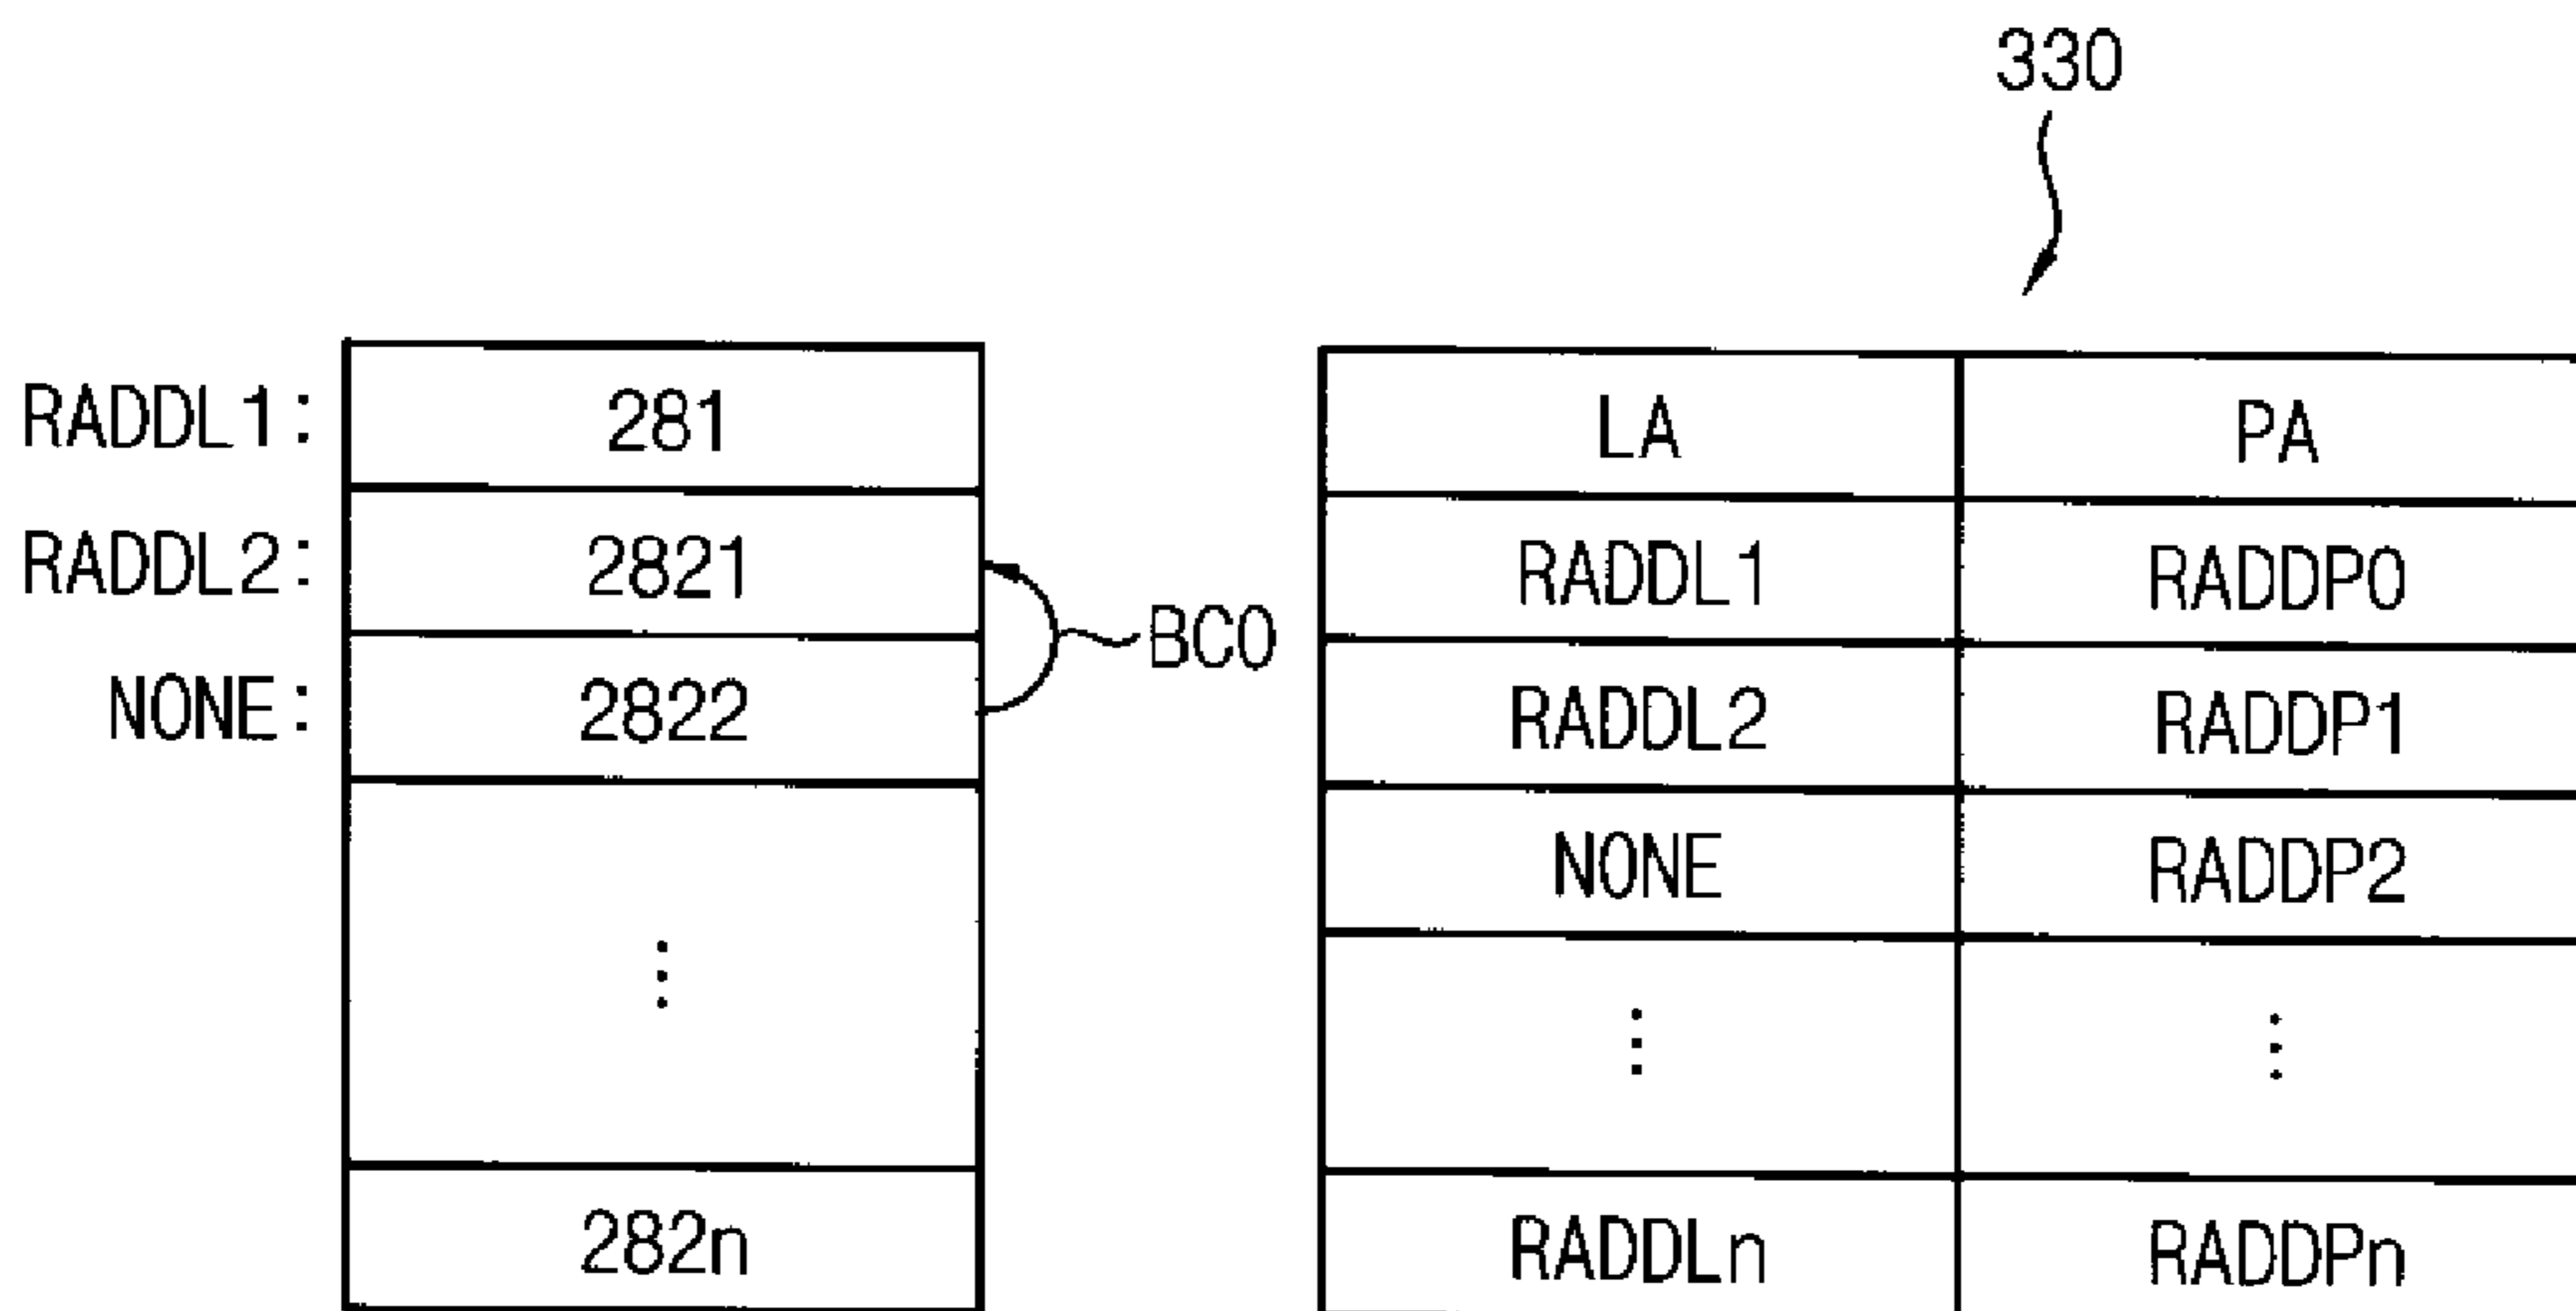 330
RADDL1: 281
RADDL2: 2821
NONE: 2822
⋮
282n
BC0
LA PA
RADDL1 RADDP0
RADDL2 RADDP1
NONE RADDP2
⋮ ⋮
RADDLn RADDPn